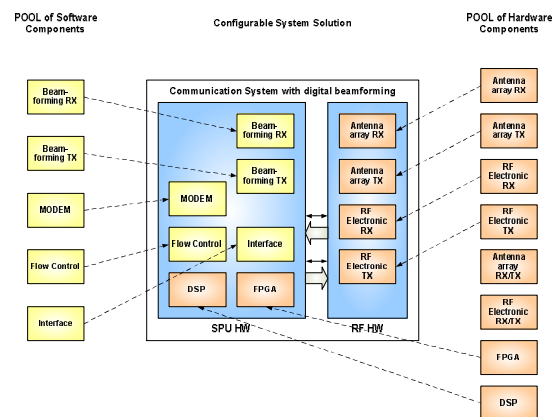 POOL of Software
Components
Configurable System Solution
POOL of Hardware
Components
Beam-
forming RX
Beam-
forming TX
MODEM
Flow Control
Interface
Communication System with digital beamforming
Beam-
forming RX
Beam-
forming TX
MODEM
Flow Control
Interface
DSP
FPGA
SPU HW
Antenna
array RX
Antenna
array TX
RF
Electronic
RX
RF
Electronic
TX
RF HW
Antenna
array RX
Antenna
array TX
RF
Electronic
RX
RF
Electronic
TX
Antenna
array
RX/TX
RF
Electronic
RX/TX
FPGA
DSP